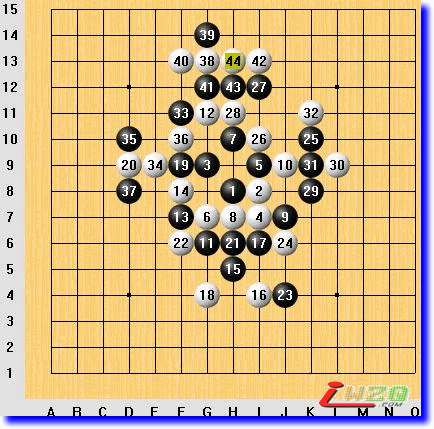 15
14 39
13 40 38 44 42
12 41 43 27
11 33 12 28 32
10 35 36 7 26 25
9 20 34 19 3 5 10 31 30
8 37 14 1 2 29
7 13 6 8 4 9
6 22 11 21 17 24
5 15
4 18 16 23
3
2
1
A B C D E F G H I J K L M N O
iWZQ
.COM